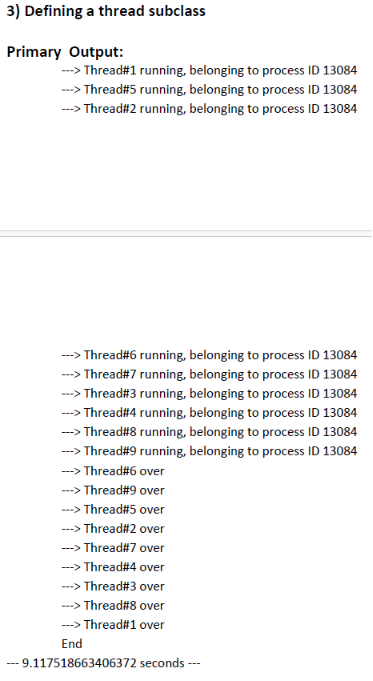 3) Defining a thread subclass
Primary Output:
---> Thread#1 running, belonging to process ID 13084
---> Thread#5 running, belonging to process ID 13084
---> Thread#2 running, belonging to process ID 13084
---> Thread#6 running, belonging to process ID 13084
---> Thread#7 running, belonging to process ID 13084
---> Thread#3 running, belonging to process ID 13084
---> Thread#4 running, belonging to process ID 13084
---> Thread#8 running, belonging to process ID 13084
---> Thread#9 running, belonging to process ID 13084
---> Thread#6 over
---> Thread#9 over
---> Thread#5 over
---> Thread#2 over
---> Thread#7 over
---> Thread#4 over
---> Thread#3 over
---> Thread#8 over
---> Thread#1 over
End
--- 9.117518663406372 seconds ---